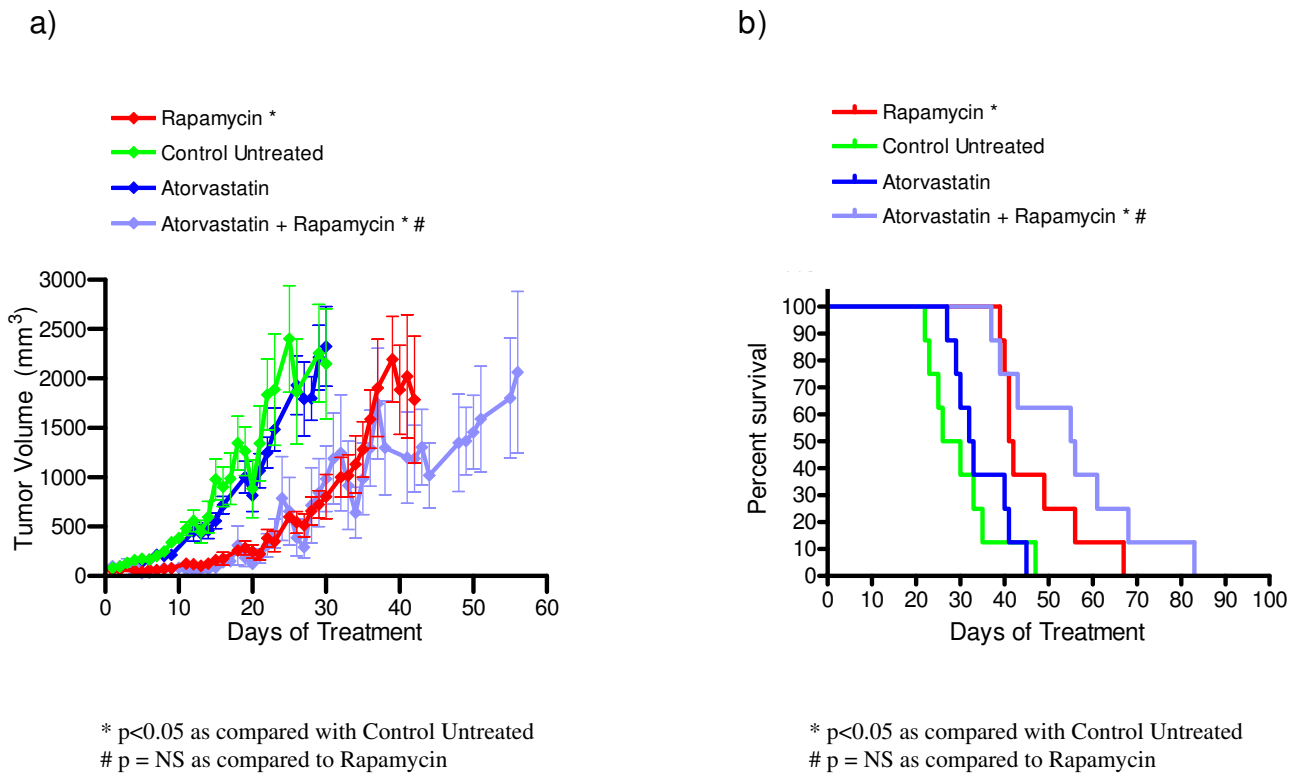 a)
Rapamycin *
Control Untreated
Atorvastatin
Atorvastatin + Rapamycin * #
3000
2500
2000
1500
1000
500
0
Tumor Volume (mm³)
0 10 20 30 40 50 60
Days of Treatment
* p<0.05 as compared with Control Untreated
# p = NS as compared to Rapamycin
b)
Rapamycin *
Control Untreated
Atorvastatin
Atorvastatin + Rapamycin * #
100
90
80
70
60
50
40
30
20
10
0
Percent survival
0 10 20 30 40 50 60 70 80 90 100
Days of Treatment
* p<0.05 as compared with Control Untreated
# p = NS as compared to Rapamycin